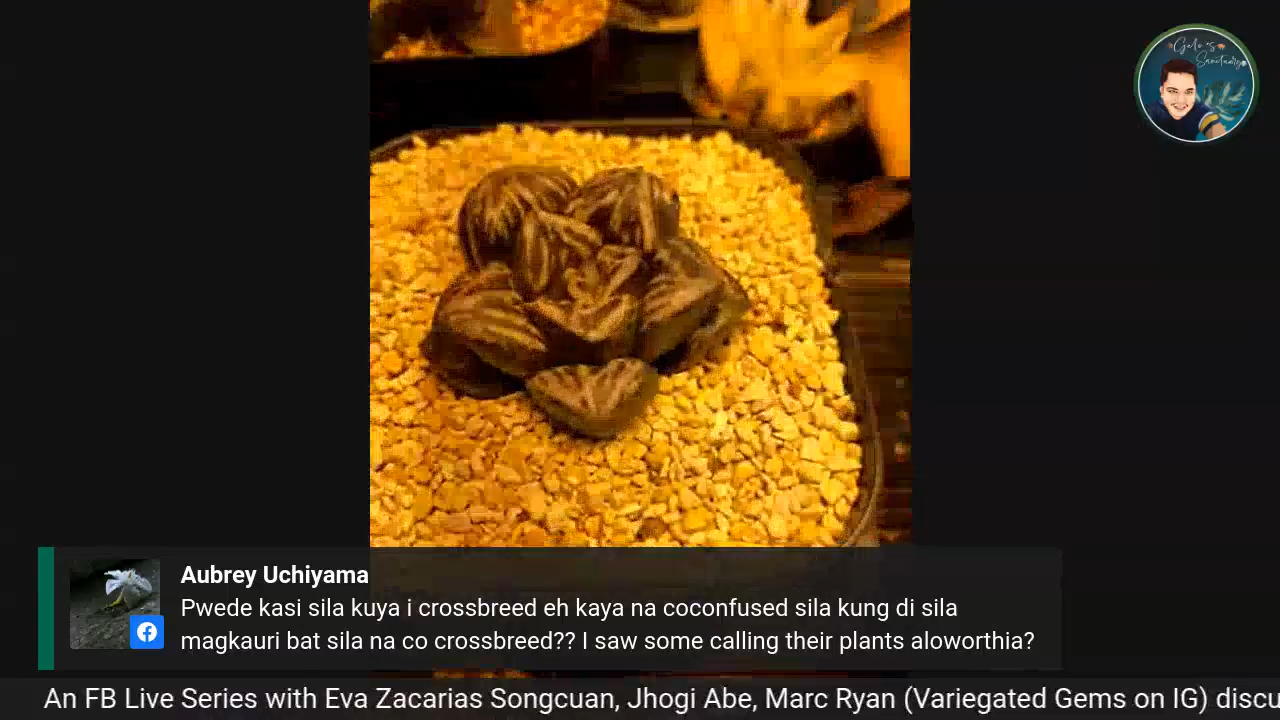 Galo's
Sanctuary
Aubrey Uchiyama
Pwede kasi sila kuya i crossbreed eh kaya na coconfused sila kung di sila
magkauri bat sila na co crossbreed?? I saw some calling their plants aloworthia?
An FB Live Series with Eva Zacarias Songcuan, Jhogi Abe, Marc Ryan (Variegated Gems on IG) discu